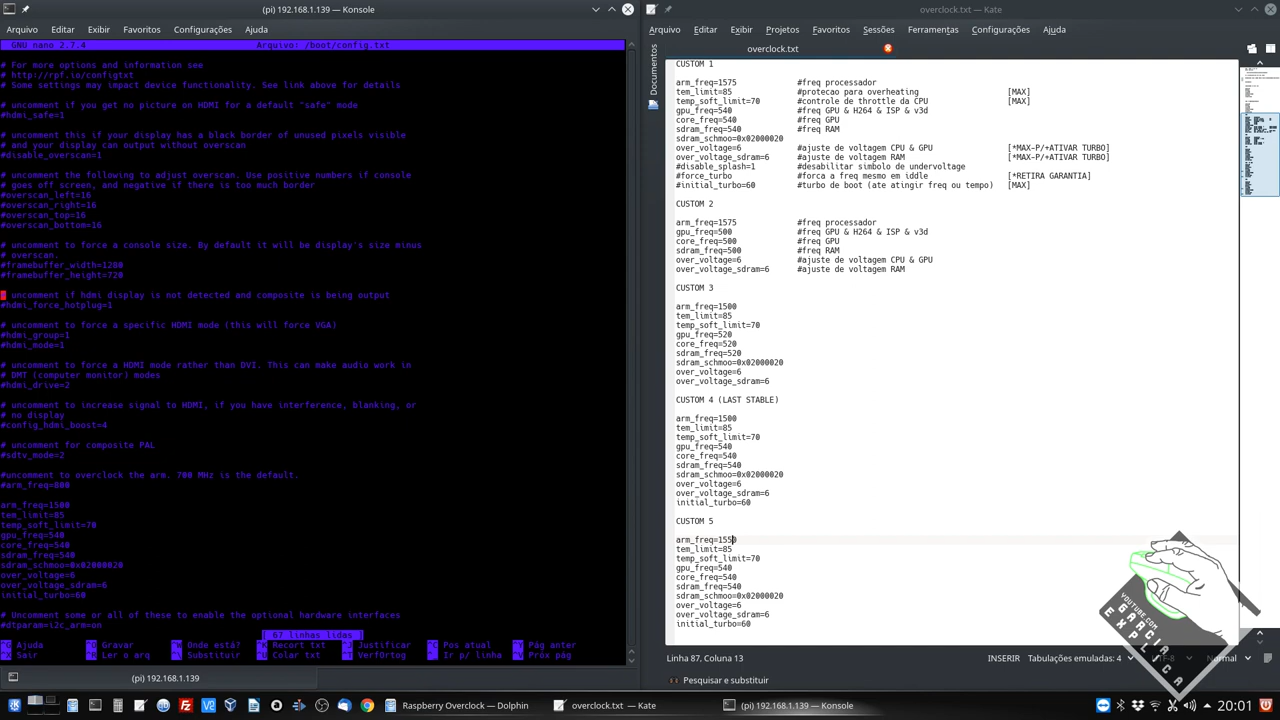 (pi) 192.168.1.139 — Konsole
Arquivo Editar Exibir Favoritos Configurações Ajuda
GNU nano 2.7.4 Arquivo: /boot/config.txt
# For more options and information see
# http://rpf.io/configtxt
# Some settings may impact device functionality. See link above for details
# uncomment if you get no picture on HDMI for a default "safe" mode
#hdmi_safe=1
# uncomment this if your display has a black border of unused pixels visible
# and your display can output without overscan
#disable_overscan=1
# uncomment the following to adjust overscan. Use positive numbers if console
# goes off screen, and negative if there is too much border
#overscan_left=16
#overscan_right=16
#overscan_top=16
#overscan_bottom=16
# uncomment to force a console size. By default it will be display's size minus
# overscan.
#framebuffer_width=1280
#framebuffer_height=720
# uncomment if hdmi display is not detected and composite is being output
#hdmi_force_hotplug=1
# uncomment to force a specific HDMI mode (this will force VGA)
#hdmi_group=1
#hdmi_mode=1
# uncomment to force a HDMI mode rather than DVI. This can make audio work in
# DMT (computer monitor) modes
#hdmi_drive=2
# uncomment to increase signal to HDMI, if you have interference, blanking, or
# no display
#config_hdmi_boost=4
# uncomment for composite PAL
#sdtv_mode=2
#uncomment to overclock the arm. 700 MHz is the default.
#arm_freq=800
arm_freq=1500
tem_limit=85
temp_soft_limit=70
gpu_freq=540
core_freq=540
sdram_freq=540
sdram_schmoo=0x02000020
over_voltage=6
over_voltage_sdram=6
initial_turbo=60
# Uncomment some or all of these to enable the optional hardware interfaces
#dtparam=i2c_arm=on
[ 67 linhas lidas ]
^G Ajuda ^O Gravar ^W Onde está? ^K Recort txt ^J Justificar ^C Pos atual ^Y Pág anter
^X Sair ^R Ler o arq ^\ Substituir ^U Colar txt ^T VerfOrtog ^_ Ir p/ linha ^V Próx pág
(pi) 192.168.1.139
overclock.txt — Kate
Arquivo Editar Exibir Projetos Favoritos Sessões Ferramentas Configurações Ajuda
overclock.txt
Documentos
CUSTOM 1
arm_freq=1575 #freq processador
tem_limit=85 #protecao para overheating [MAX]
temp_soft_limit=70 #controle de throttle da CPU [MAX]
gpu_freq=540 #freq GPU & H264 & ISP & v3d
core_freq=540 #freq GPU
sdram_freq=540 #freq RAM
sdram_schmoo=0x02000020
over_voltage=6 #ajuste de voltagem CPU & GPU [*MAX-P/+ATIVAR TURBO]
over_voltage_sdram=6 #ajuste de voltagem RAM [*MAX-P/+ATIVAR TURBO]
#disable_splash=1 #desabilitar simbolo de undervoltage
#force_turbo #forca a freq mesmo em iddle [*RETIRA GARANTIA]
#initial_turbo=60 #turbo de boot (ate atingir freq ou tempo) [MAX]
CUSTOM 2
arm_freq=1575 #freq processador
gpu_freq=500 #freq GPU & H264 & ISP & v3d
core_freq=500 #freq GPU
sdram_freq=500 #freq RAM
over_voltage=6 #ajuste de voltagem CPU & GPU
over_voltage_sdram=6 #ajuste de voltagem RAM
CUSTOM 3
arm_freq=1500
tem_limit=85
temp_soft_limit=70
gpu_freq=520
core_freq=520
sdram_freq=520
sdram_schmoo=0x02000020
over_voltage=6
over_voltage_sdram=6
CUSTOM 4 (LAST STABLE)
arm_freq=1500
tem_limit=85
temp_soft_limit=70
gpu_freq=540
core_freq=540
sdram_freq=540
sdram_schmoo=0x02000020
over_voltage=6
over_voltage_sdram=6
initial_turbo=60
CUSTOM 5
arm_freq=1550
tem_limit=85
temp_soft_limit=70
gpu_freq=540
core_freq=540
sdram_freq=540
sdram_schmoo=0x02000020
over_voltage=6
over_voltage_sdram=6
initial_turbo=60
YOUTUBE.COM
EGARCIA
EXPLICA
Linha 87, Coluna 13 INSERIR Tabulações emuladas: 4 UTF-8 Normal
Pesquisar e substituir
Raspberry Overclock — Dolphin overclock.txt — Kate (pi) 192.168.1.139 — Konsole 20:01